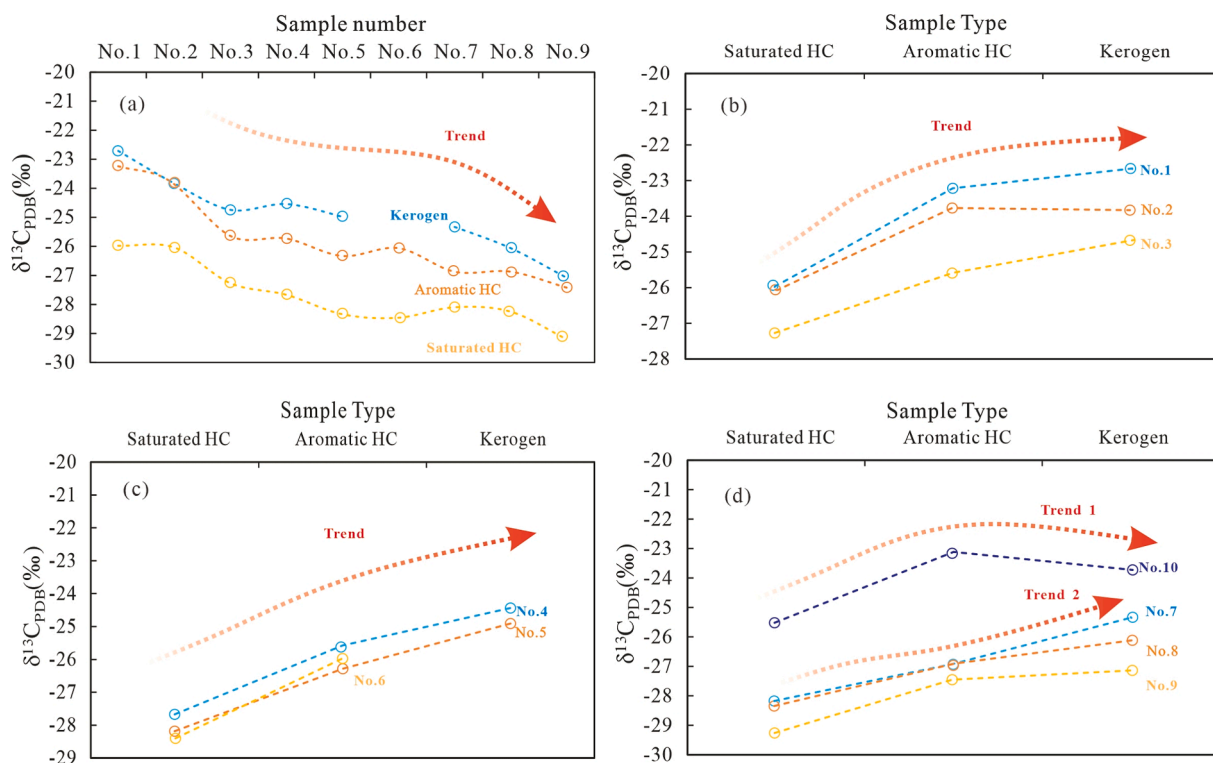 Sample number
No.1 No.2 No.3 No.4 No.5 No.6 No.7 No.8 No.9
-20
-21
-22
-23
-24
-25
-26
-27
-28
-29
-30
δ¹³C_PDB(‰)
(a)
Trend
Kerogen
Aromatic HC
Saturated HC
Sample Type
Saturated HC Aromatic HC Kerogen
-20
-21
-22
-23
-24
-25
-26
-27
-28
δ¹³C_PDB(‰)
(b)
Trend
No.1
No.2
No.3
Sample Type
Saturated HC Aromatic HC Kerogen
-20
-21
-22
-23
-24
-25
-26
-27
-28
-29
δ¹³C_PDB(‰)
(c)
Trend
No.4
No.5
No.6
Sample Type
Saturated HC Aromatic HC Kerogen
-20
-21
-22
-23
-24
-25
-26
-27
-28
-29
-30
δ¹³C_PDB(‰)
(d)
Trend 1
No.10
Trend 2
No.7
No.8
No.9